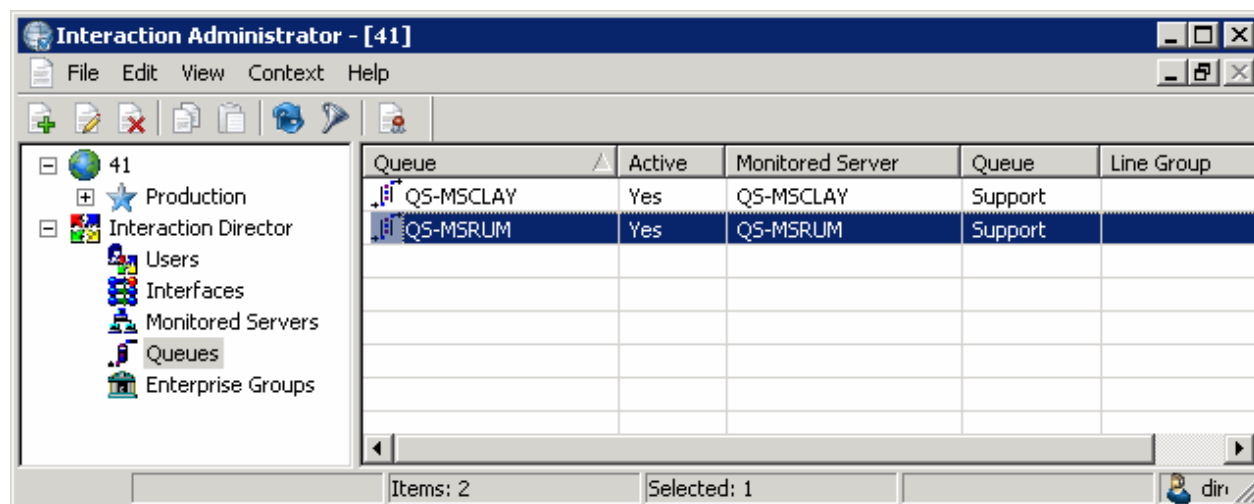 Interaction Administrator - [41]
File Edit View Context Help
41
Production
Interaction Director
Users
Interfaces
Monitored Servers
Queues
Enterprise Groups
Queue Active Monitored Server Queue Line Group
QS-MSCLAY Yes QS-MSCLAY Support
QS-MSRUM Yes QS-MSRUM Support
Items: 2 Selected: 1